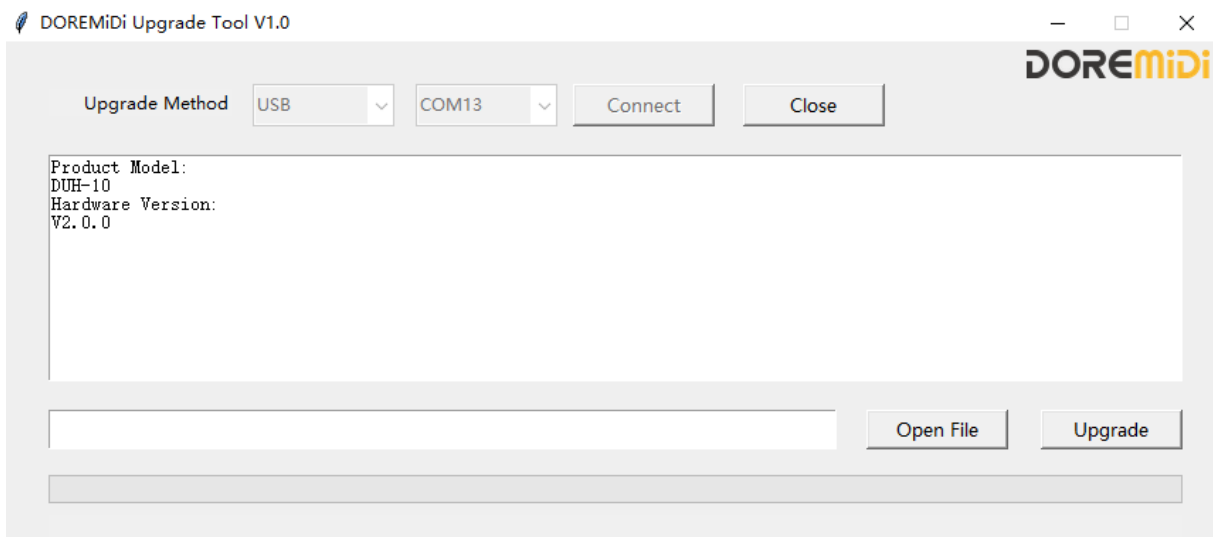 DOREMiDi Upgrade Tool V1.0
DOREMiDi
Upgrade Method USB COM13 Connect Close
Product Model:
DUH-10
Hardware Version:
V2.0.0
Open File Upgrade